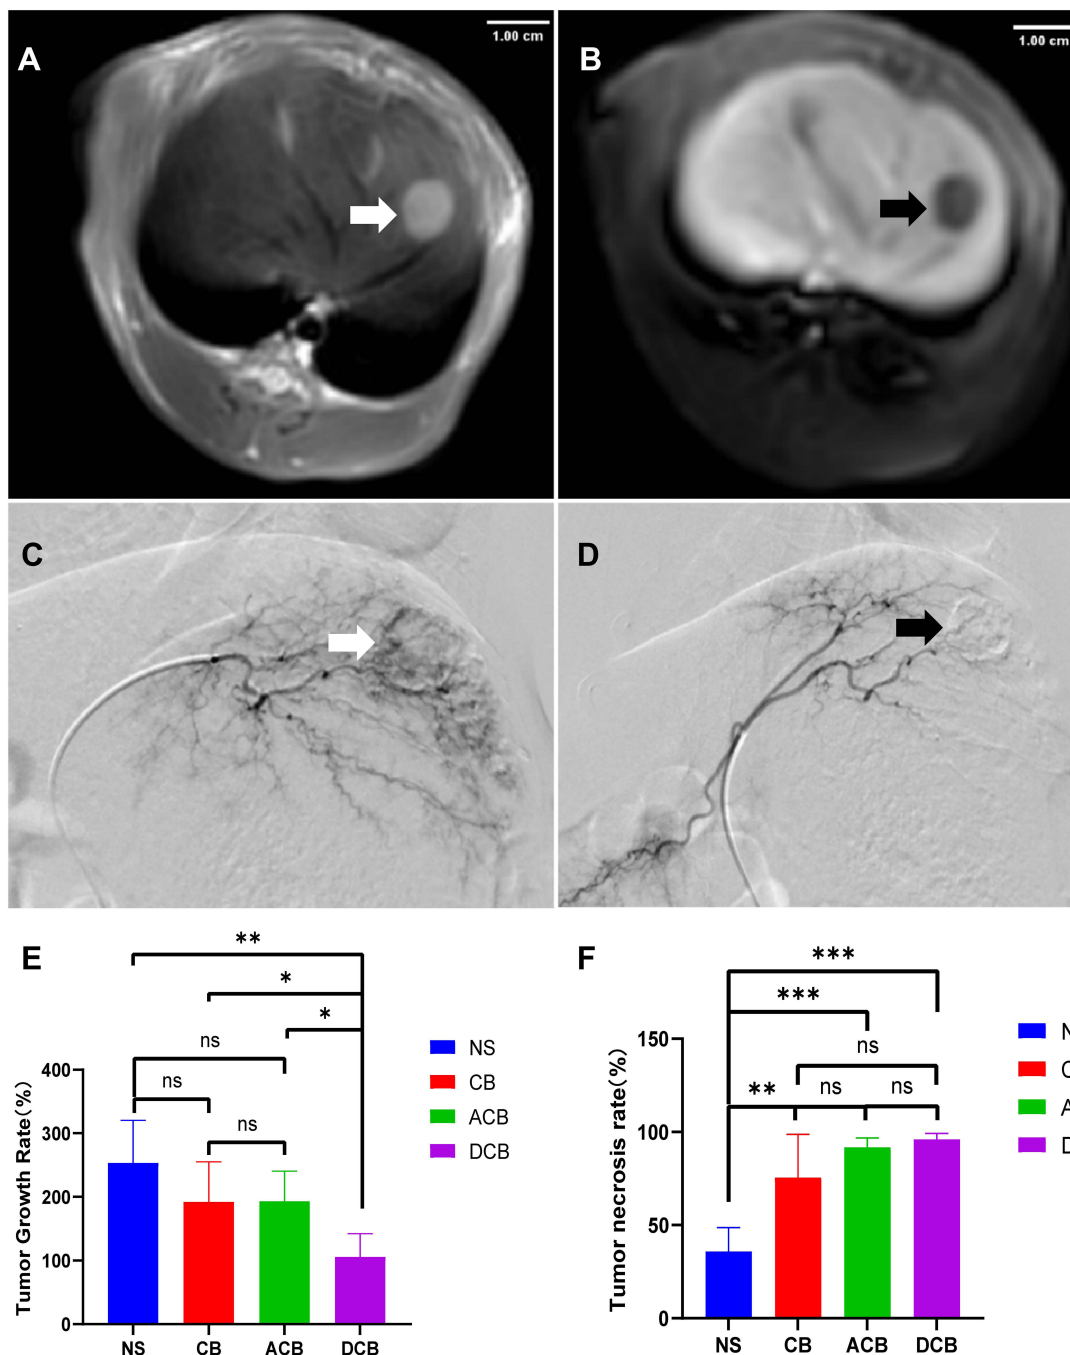 A
1.00 cm
B
1.00 cm
C
D
E
**
*
*
ns
ns
ns
Tumor Growth Rate(%)
400
300
200
100
0
NS
CB
ACB
DCB
NS
CB
ACB
DCB
F
***
***
ns
**
ns
ns
Tumor necrosis rate(%)
150
100
50
0
NS
CB
ACB
DCB